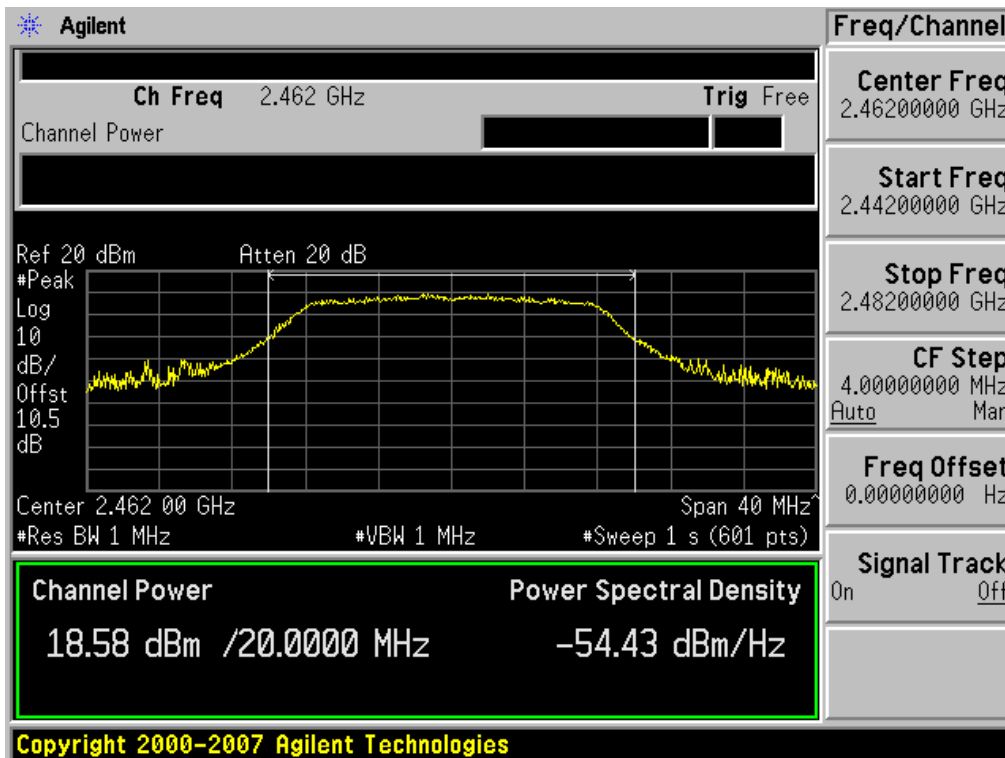 Agilent
Freq/Channel
Ch Freq 2.462 GHz Trig Free
Channel Power
Center Freq
2.46200000 GHz
Start Freq
2.44200000 GHz
Stop Freq
2.48200000 GHz
CF Step
4.00000000 MHz
Auto Man
Freq Offset
0.00000000 Hz
Signal Track
On Off
Ref 20 dBm Atten 20 dB
#Peak
Log
10
dB/
Offst
10.5
dB
Center 2.462 00 GHz Span 40 MHz^
#Res BW 1 MHz #VBW 1 MHz #Sweep 1 s (601 pts)
Channel Power Power Spectral Density
18.58 dBm /20.0000 MHz -54.43 dBm/Hz
Copyright 2000-2007 Agilent Technologies